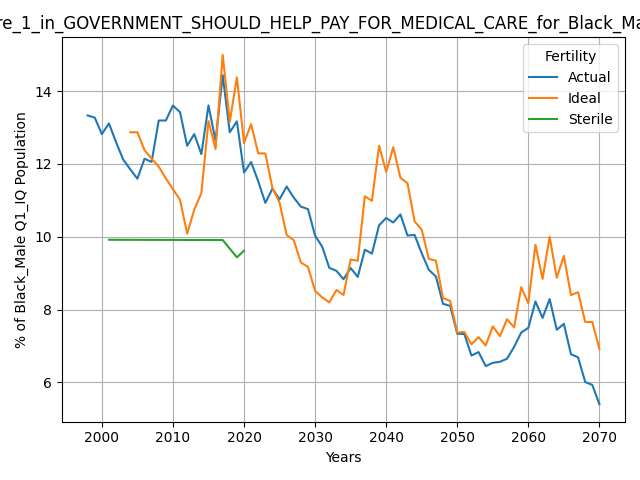 re_1_in_GOVERNMENT_SHOULD_HELP_PAY_FOR_MEDICAL_CARE_for_Black_Ma
Fertility
Actual
Ideal
Sterile
% of Black_Male Q1_IQ Population
14
12
10
8
6
2000 2010 2020 2030 2040 2050 2060 2070
Years